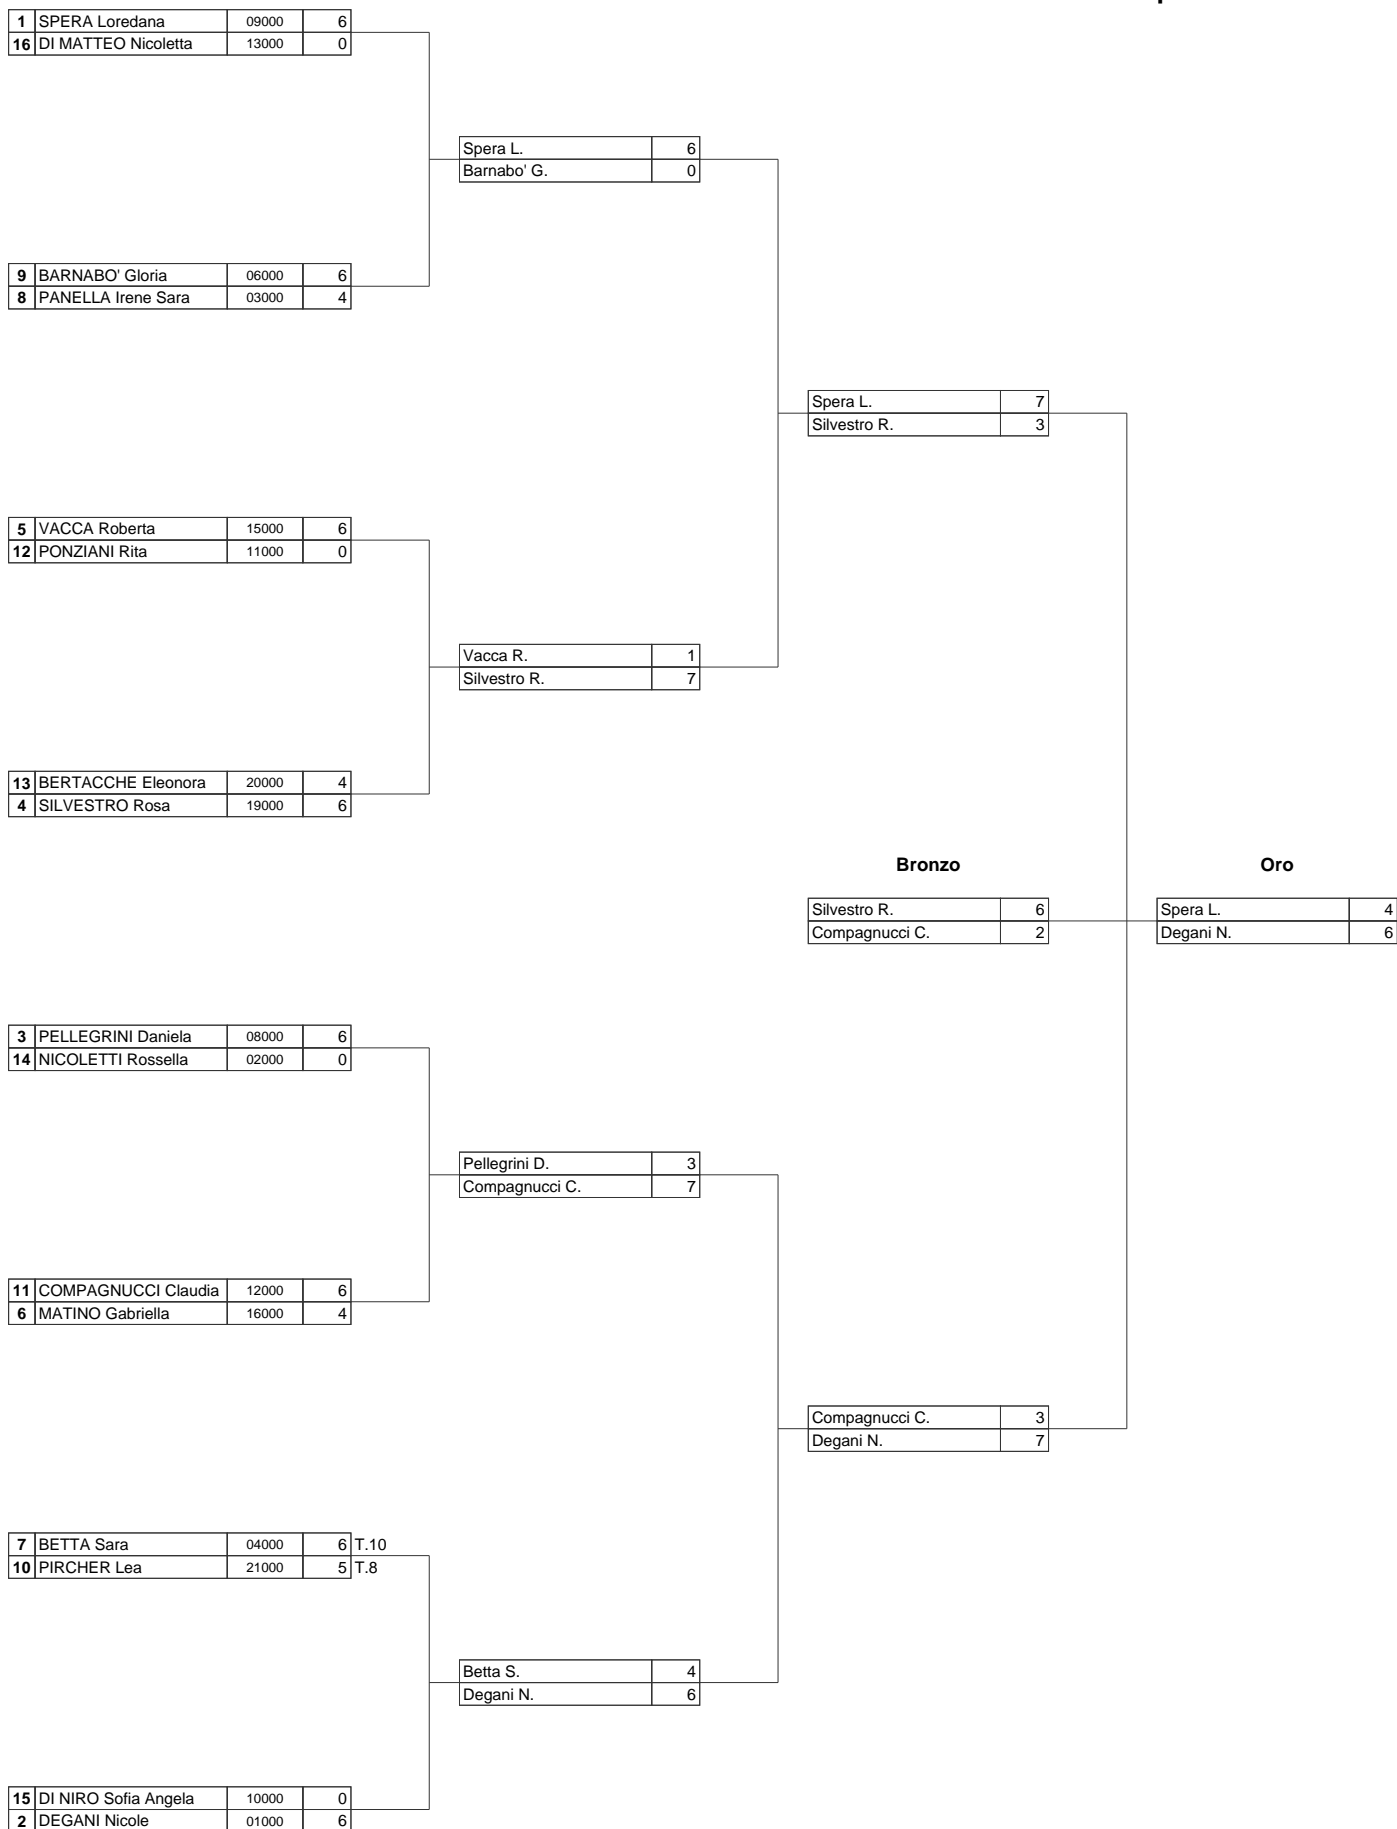 1 SPERA Loredana 09000 6
16 DI MATTEO Nicoletta 13000 0
Spera L. 6
Barnabo' G. 0
9 BARNABO' Gloria 06000 6
8 PANELLA Irene Sara 03000 4
Spera L. 7
Silvestro R. 3
5 VACCA Roberta 15000 6
12 PONZIANI Rita 11000 0
Vacca R. 1
Silvestro R. 7
13 BERTACCHE Eleonora 20000 4
4 SILVESTRO Rosa 19000 6
Bronzo Oro
Silvestro R. 6 Spera L. 4
Compagnucci C. 2 Degani N. 6
3 PELLEGRINI Daniela 08000 6
14 NICOLETTI Rossella 02000 0
Pellegrini D. 3
Compagnucci C. 7
11 COMPAGNUCCI Claudia 12000 6
6 MATINO Gabriella 16000 4
Compagnucci C. 3
Degani N. 7
7 BETTA Sara 04000 6 T.10
10 PIRCHER Lea 21000 5 T.8
Betta S. 4
Degani N. 6
15 DI NIRO Sofia Angela 10000 0
2 DEGANI Nicole 01000 6